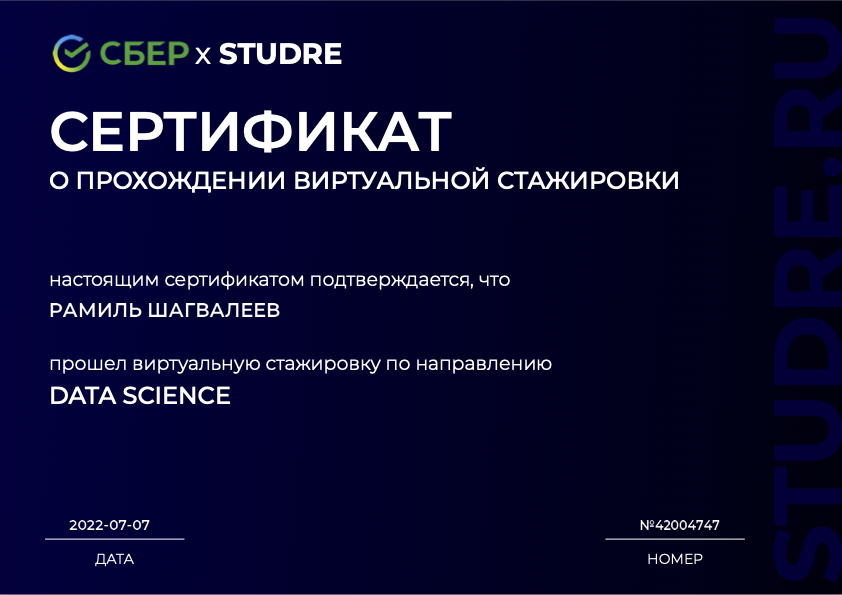 СБЕР x STUDRE
СЕРТИФИКАТ
О ПРОХОЖДЕНИИ ВИРТУАЛЬНОЙ СТАЖИРОВКИ
настоящим сертификатом подтверждается, что
РАМИЛЬ ШАГВАЛЕЕВ
прошел виртуальную стажировку по направлению
DATA SCIENCE
2022-07-07
ДАТА
№42004747
НОМЕР
STUDRE.RU